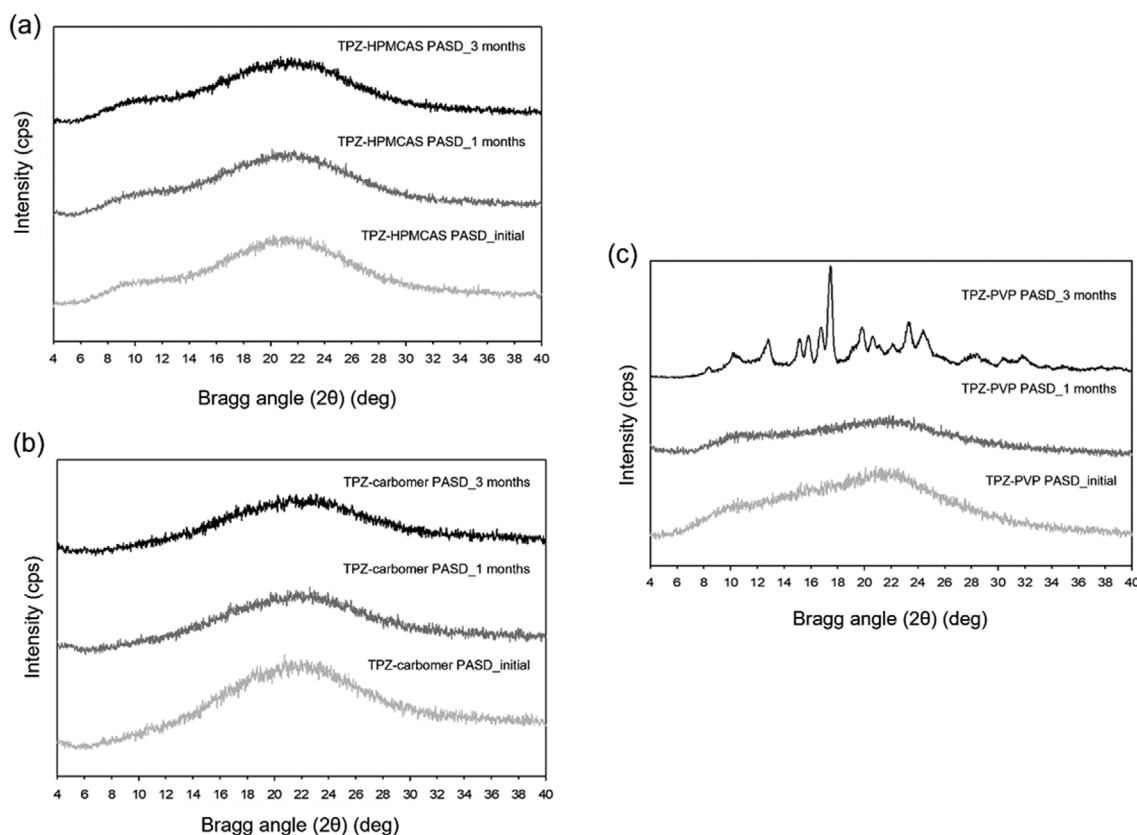 (a)
TPZ-HPMCAS PASD_3 months
TPZ-HPMCAS PASD_1 months
TPZ-HPMCAS PASD_initial
Intensity (cps)
4 6 8 10 12 14 16 18 20 22 24 26 28 30 32 34 36 38 40
Bragg angle (2θ) (deg)
(b)
TPZ-carbomer PASD_3 months
TPZ-carbomer PASD_1 months
TPZ-carbomer PASD_initial
Intensity (cps)
4 6 8 10 12 14 16 18 20 22 24 26 28 30 32 34 36 38 40
Bragg angle (2θ) (deg)
(c)
TPZ-PVP PASD_3 months
TPZ-PVP PASD_1 months
TPZ-PVP PASD_initial
Intensity (cps)
4 6 8 10 12 14 16 18 20 22 24 26 28 30 32 34 36 38 40
Bragg angle (2θ) (deg)